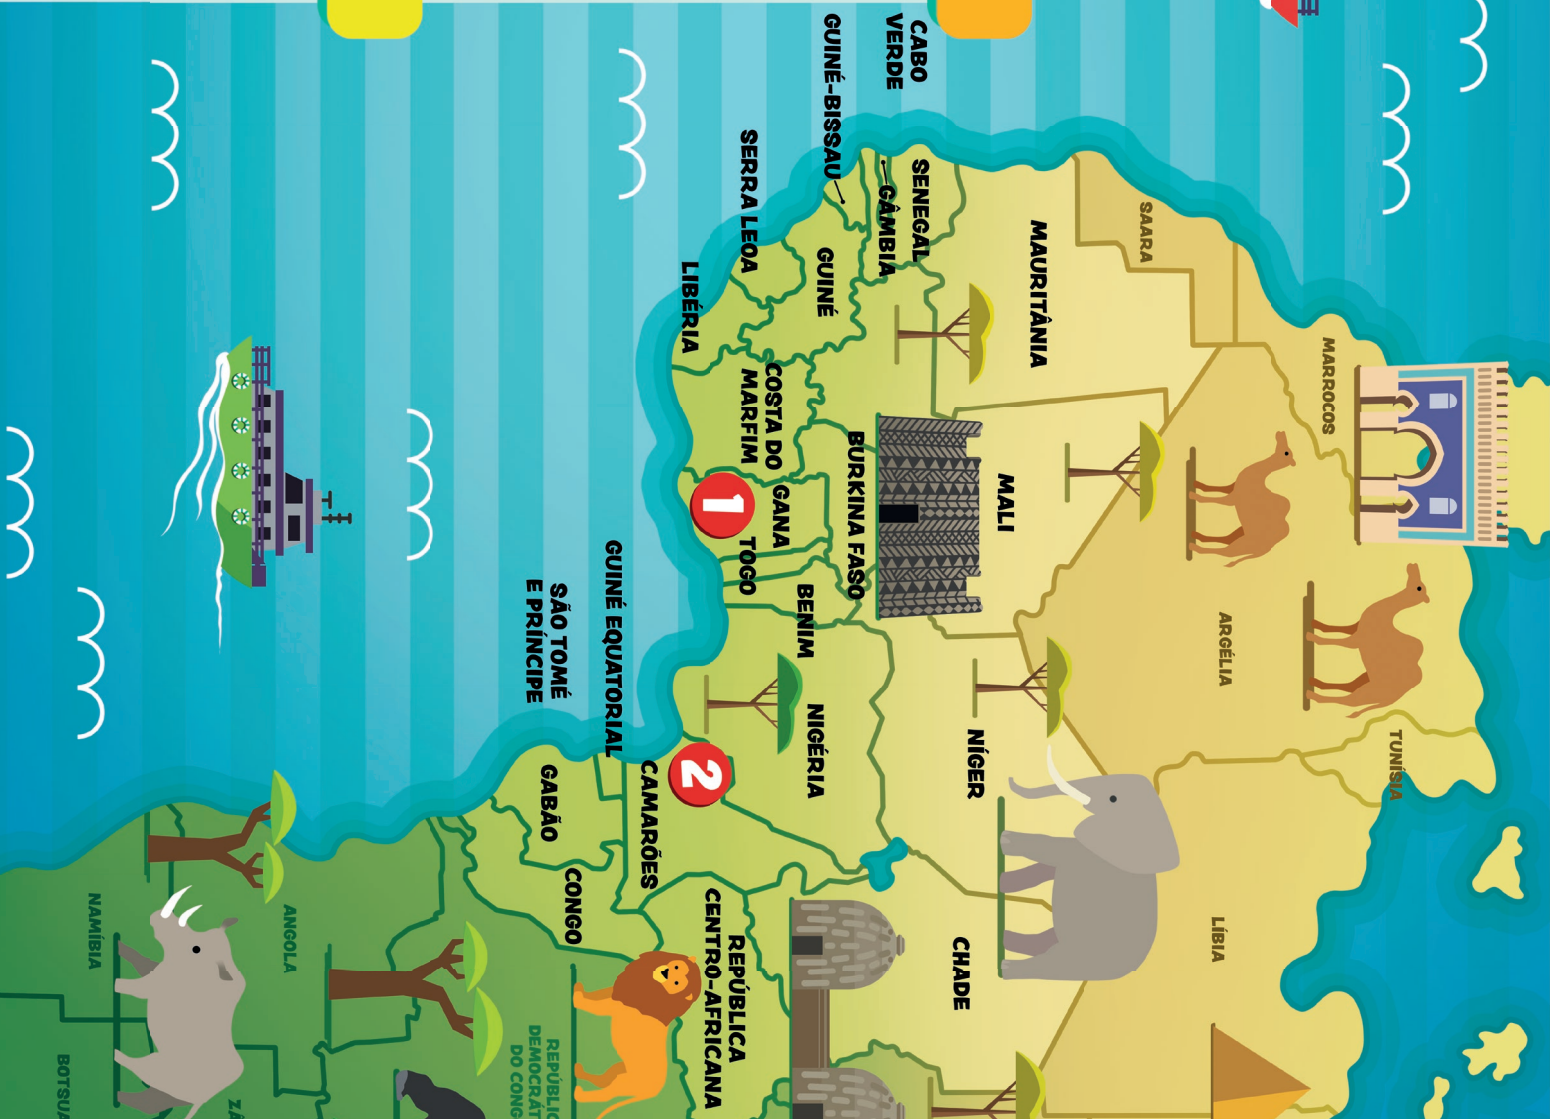 MARROCOS
TUNÍSIA
SAARA
ARGÉLIA
LÍBIA
MAURITÂNIA
MALI
NÍGER
CHADE
CABO
VERDE
SENEGAL
GÂMBIA
GUINÉ-BISSAU
GUINÉ
SERRA LEOA
LIBÉRIA
COSTA DO
MARFIM
BURKINA FASO
GANA
1
TOGO
BENIM
NIGÉRIA
2
CAMARÕES
REPÚBLICA
CENTRO-AFRICANA
GUINÉ EQUATORIAL
SÃO TOMÉ
E PRÍNCIPE
GABÃO
CONGO
ANGOLA
NAMÍBIA